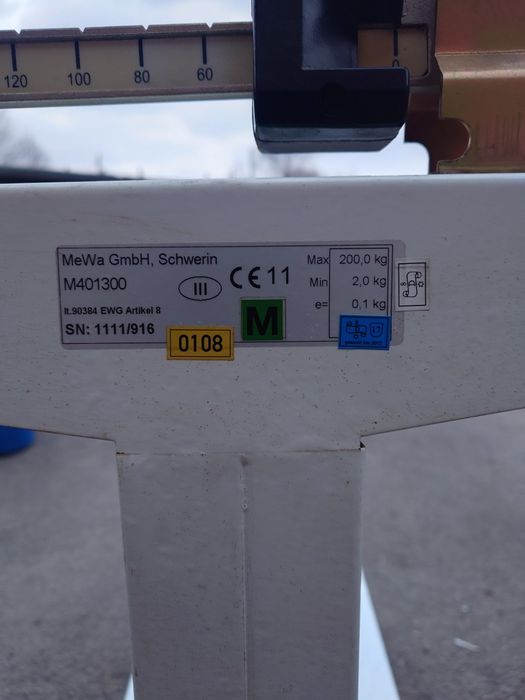 120 100 80 60 0
MeWa GmbH, Schwerin
M401300
III
CE 11
lt.90384 EWG Artikel 8
SN: 1111/916
0108
M
Max 200,0 kg
Min 2,0 kg
e= 0,1 kg